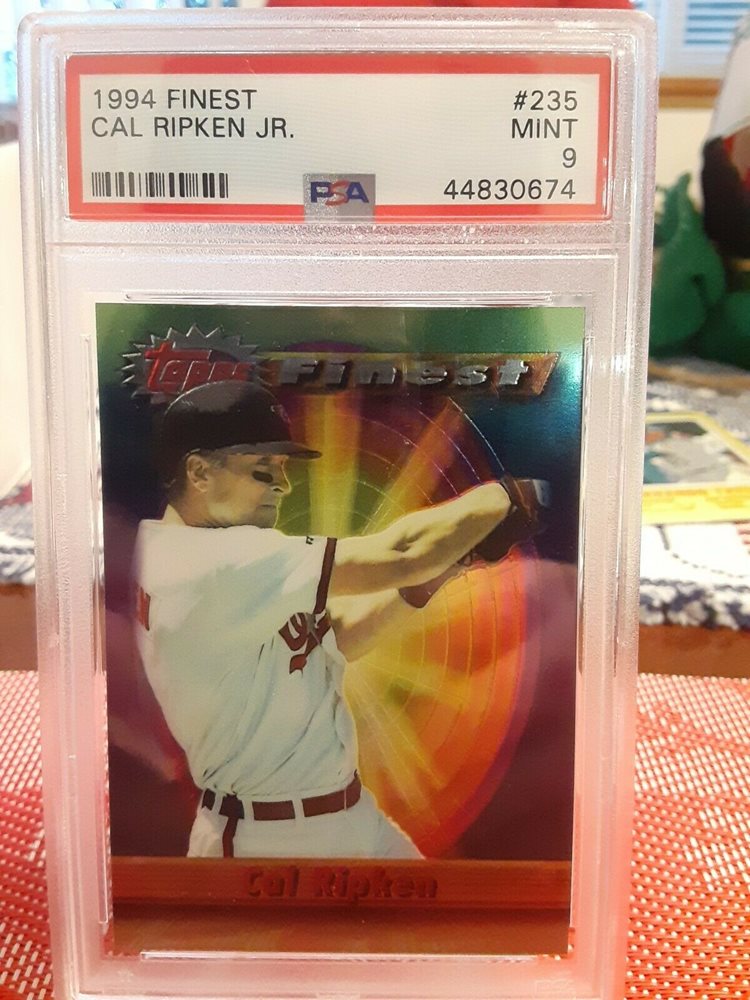 1994 FINEST #235
CAL RIPKEN JR. MINT
9
PSA 44830674
Topps Finest
Cal Ripken